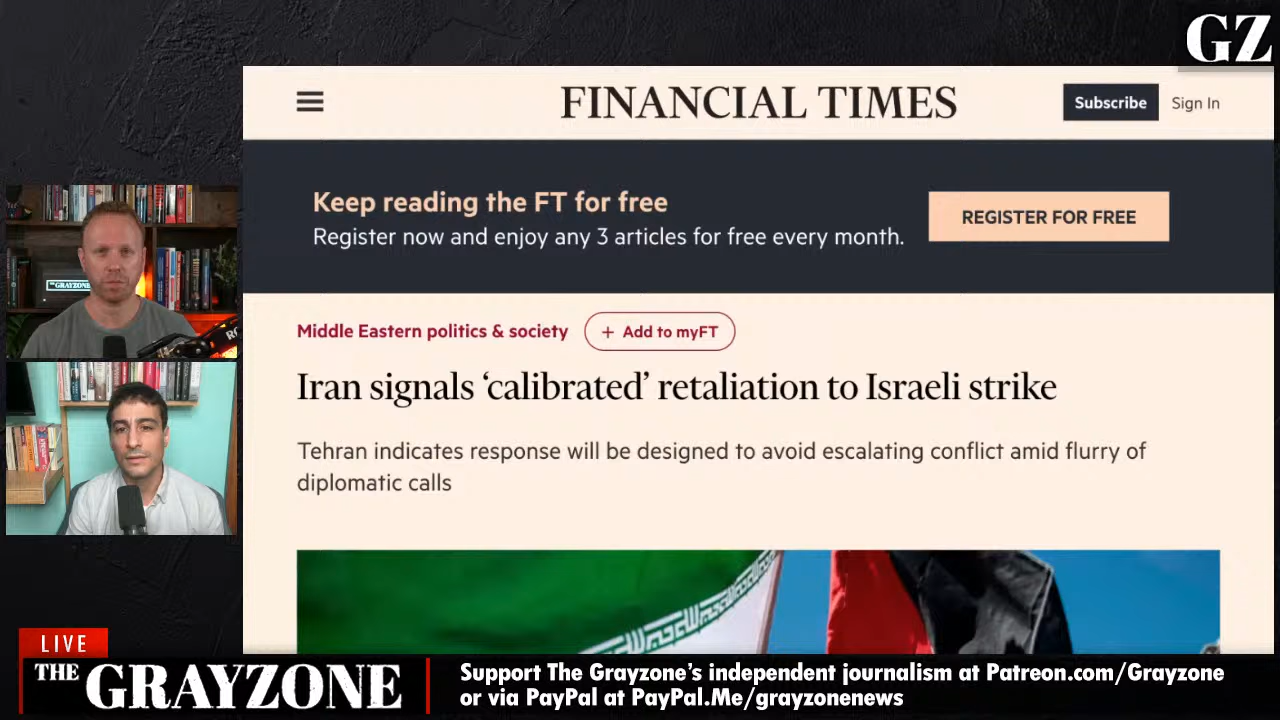 GZ
FINANCIAL TIMES
Subscribe
Sign In
Keep reading the FT for free
Register now and enjoy any 3 articles for free every month.
REGISTER FOR FREE
Middle Eastern politics & society
+ Add to myFT
Iran signals ‘calibrated’ retaliation to Israeli strike
Tehran indicates response will be designed to avoid escalating conflict amid flurry of
diplomatic calls
THE GRAYZONE
LIVE
THE GRAYZONE
Support The Grayzone’s independent journalism at Patreon.com/Grayzone
or via PayPal at PayPal.Me/grayzonenews